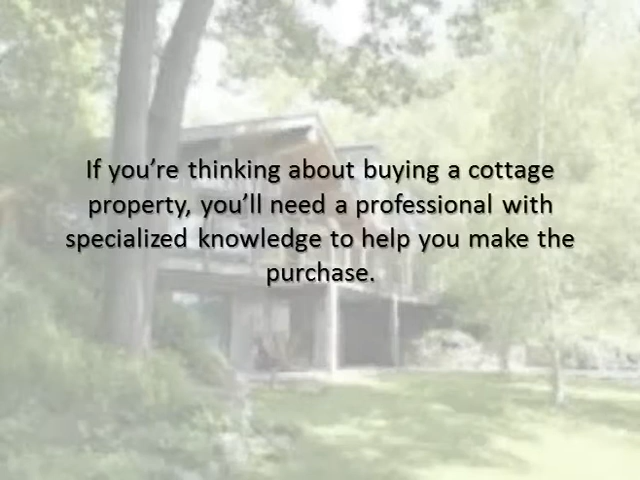 If you’re thinking about buying a cottage
property, you’ll need a professional with
specialized knowledge to help you make the
purchase.